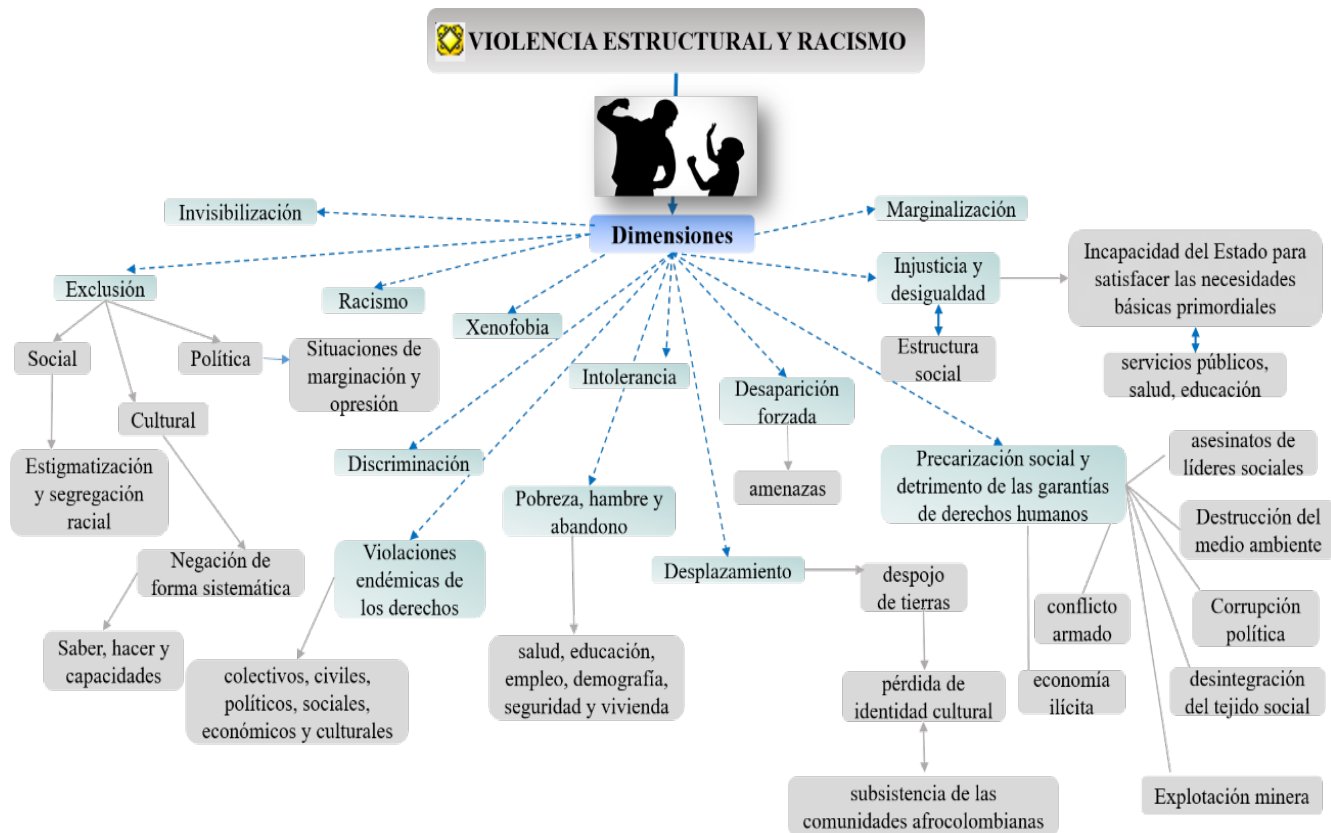 VIOLENCIA ESTRUCTURAL Y RACISMO
Dimensiones
Invisibilización
Marginalización
Exclusión
Racismo
Xenofobia
Injusticia y
desigualdad
Incapacidad del Estado para
satisfacer las necesidades
básicas primordiales
Social
Política
Situaciones de
marginación y
opresión
Intolerancia
Estructura
social
servicios públicos,
salud, educación
Cultural
Desaparición
forzada
Estigmatización
y segregación
racial
Discriminación
amenazas
Precarización social y
detrimento de las garantías
de derechos humanos
asesinatos de
líderes sociales
Pobreza, hambre y
abandono
Destrucción del
medio ambiente
Negación de
forma sistemática
Violaciones
endémicas de
los derechos
Desplazamiento
despojo
de tierras
conflicto
armado
Corrupción
política
Saber, hacer y
capacidades
colectivos, civiles,
políticos, sociales,
económicos y culturales
salud, educación,
empleo, demografía,
seguridad y vivienda
pérdida de
identidad cultural
economía
ilícita
desintegración
del tejido social
subsistencia de las
comunidades afrocolombianas
Explotación minera